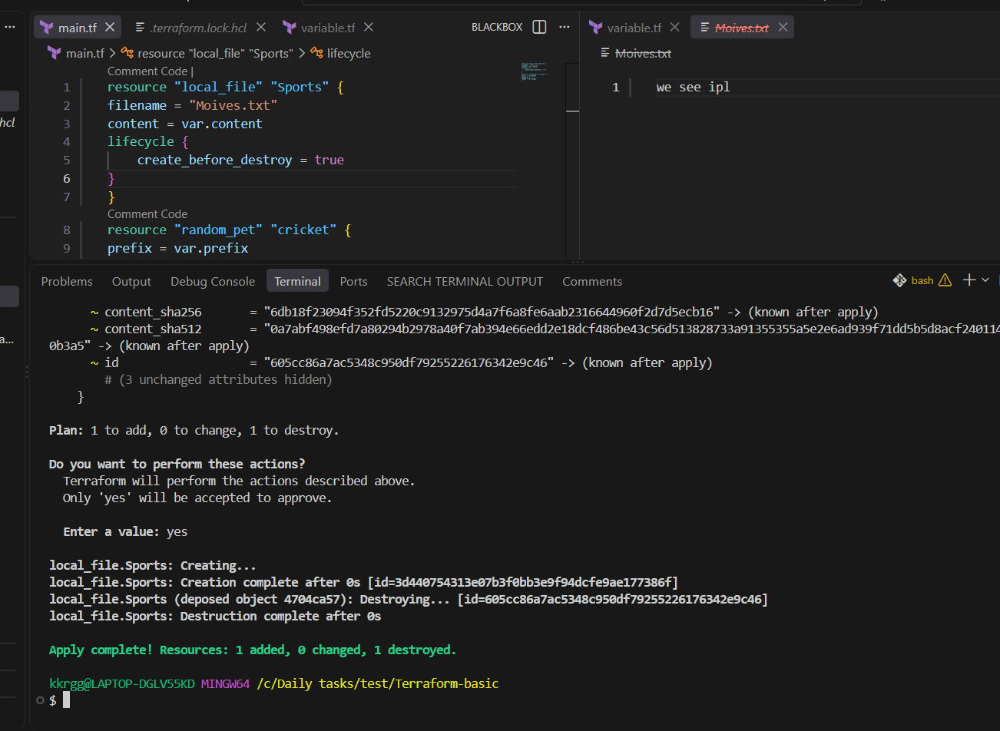 main.tf
.terraform.lock.hcl
variable.tf
BLACKBOX
variable.tf
Moives.txt
main.tf > resource "local_file" "Sports" > lifecycle
Moives.txt
hcl
a...
Comment Code |
1 resource "local_file" "Sports" {
2 filename = "Moives.txt"
3 content = var.content
4 lifecycle {
5 create_before_destroy = true
6 }
7 }
Comment Code
8 resource "random_pet" "cricket" {
9 prefix = var.prefix
1 we see ipl
Problems Output Debug Console Terminal Ports SEARCH TERMINAL OUTPUT Comments
bash
~ content_sha256 = "6db18f23094f352fd5220c9132975d4a7f6a8fe6aab2316644960f2d7d5ecb16" -> (known after apply)
~ content_sha512 = "0a7abf498efd7a80294b2978a40f7ab394e66edd2e18dcf486be43c56d513828733a91355355a5e2e6ad939f71dd5b5d8acf240114
0b3a5" -> (known after apply)
~ id = "605cc86a7ac5348c950df79255226176342e9c46" -> (known after apply)
# (3 unchanged attributes hidden)
}
Plan: 1 to add, 0 to change, 1 to destroy.
Do you want to perform these actions?
Terraform will perform the actions described above.
Only 'yes' will be accepted to approve.
Enter a value: yes
local_file.Sports: Creating...
local_file.Sports: Creation complete after 0s [id=3d440754313e07b3f0bb3e9f94dcfe9ae177386f]
local_file.Sports (deposed object 4704ca57): Destroying... [id=605cc86a7ac5348c950df79255226176342e9c46]
local_file.Sports: Destruction complete after 0s
Apply complete! Resources: 1 added, 0 changed, 1 destroyed.
kkrgg@LAPTOP-DGLV55KD MINGW64 /c/Daily tasks/test/Terraform-basic
$